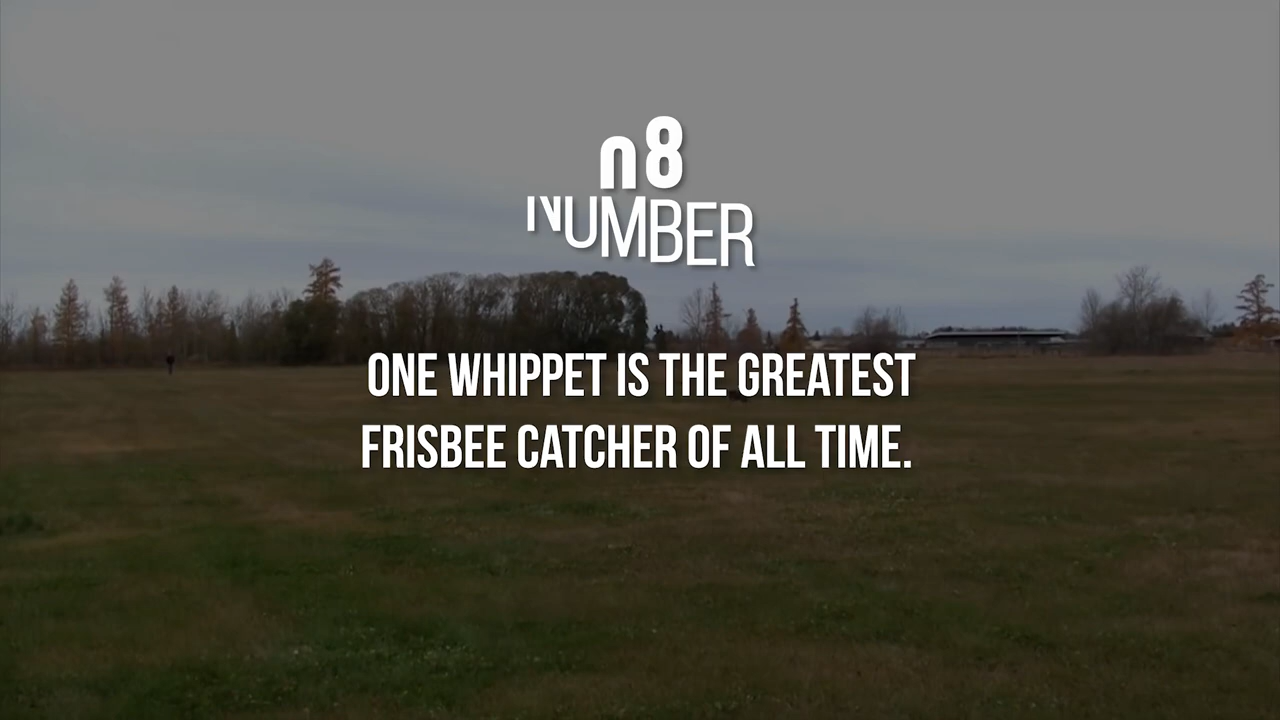 n8
NUMBER
ONE WHIPPET IS THE GREATEST
FRISBEE CATCHER OF ALL TIME.